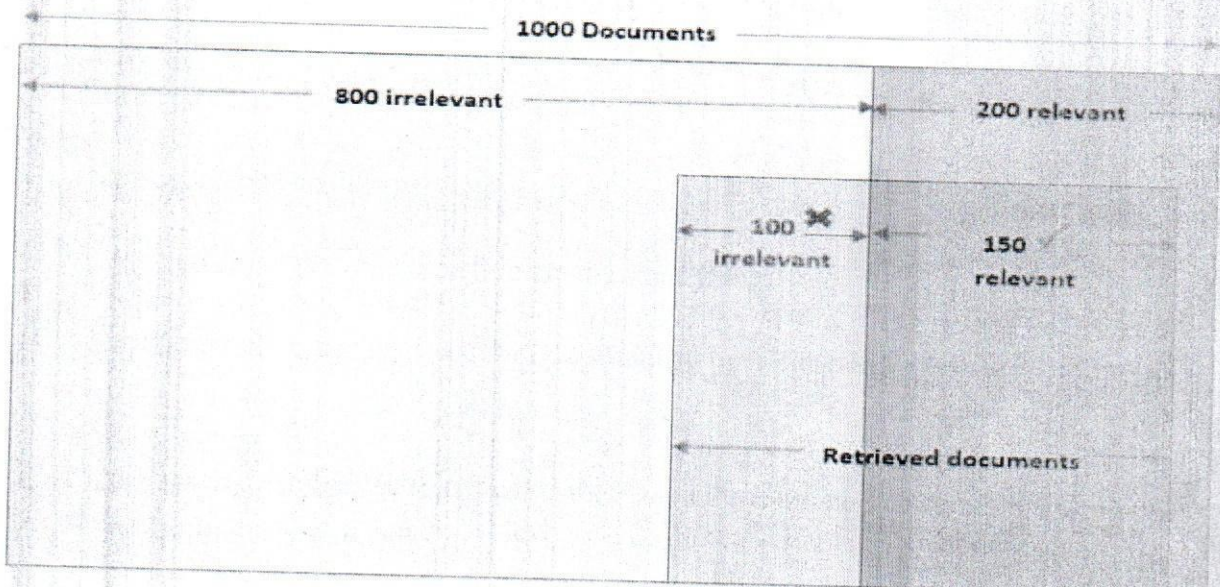 1000 Documents
800 irrelevant
200 relevant
100
irrelevant
150
relevant
Retrieved documents